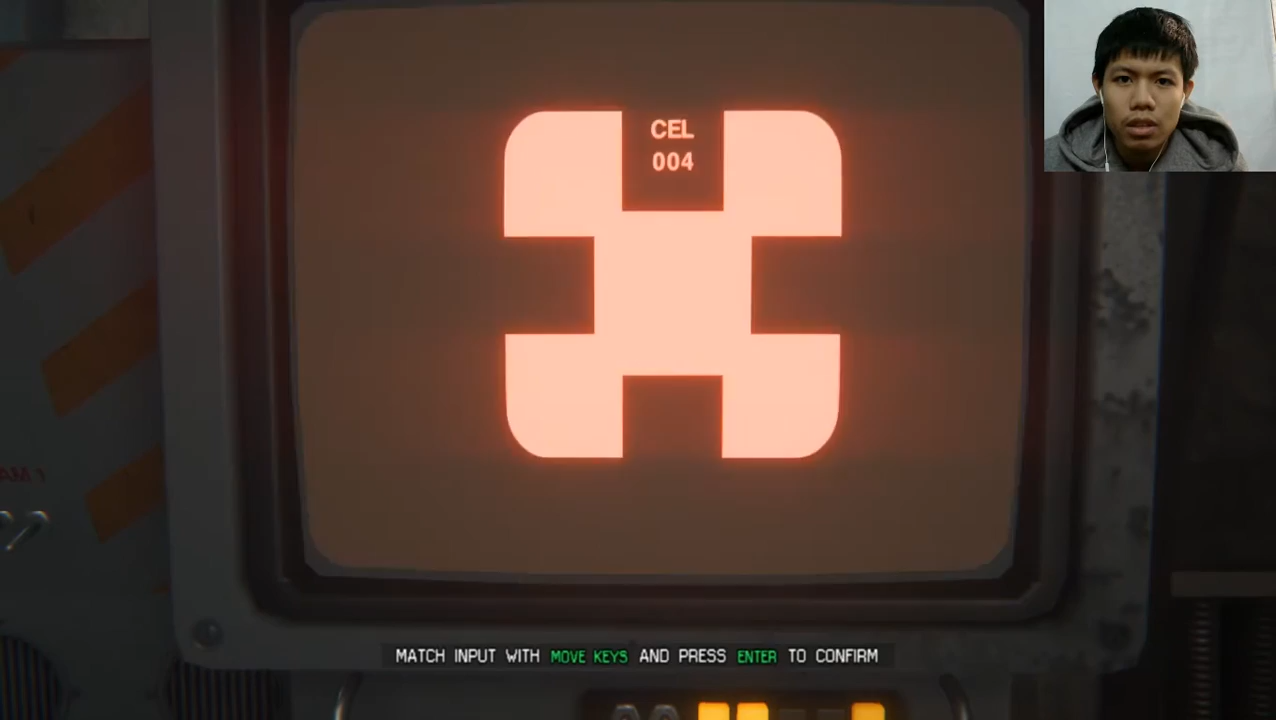 CEL
004
MATCH INPUT WITH MOVE KEYS AND PRESS ENTER TO CONFIRM